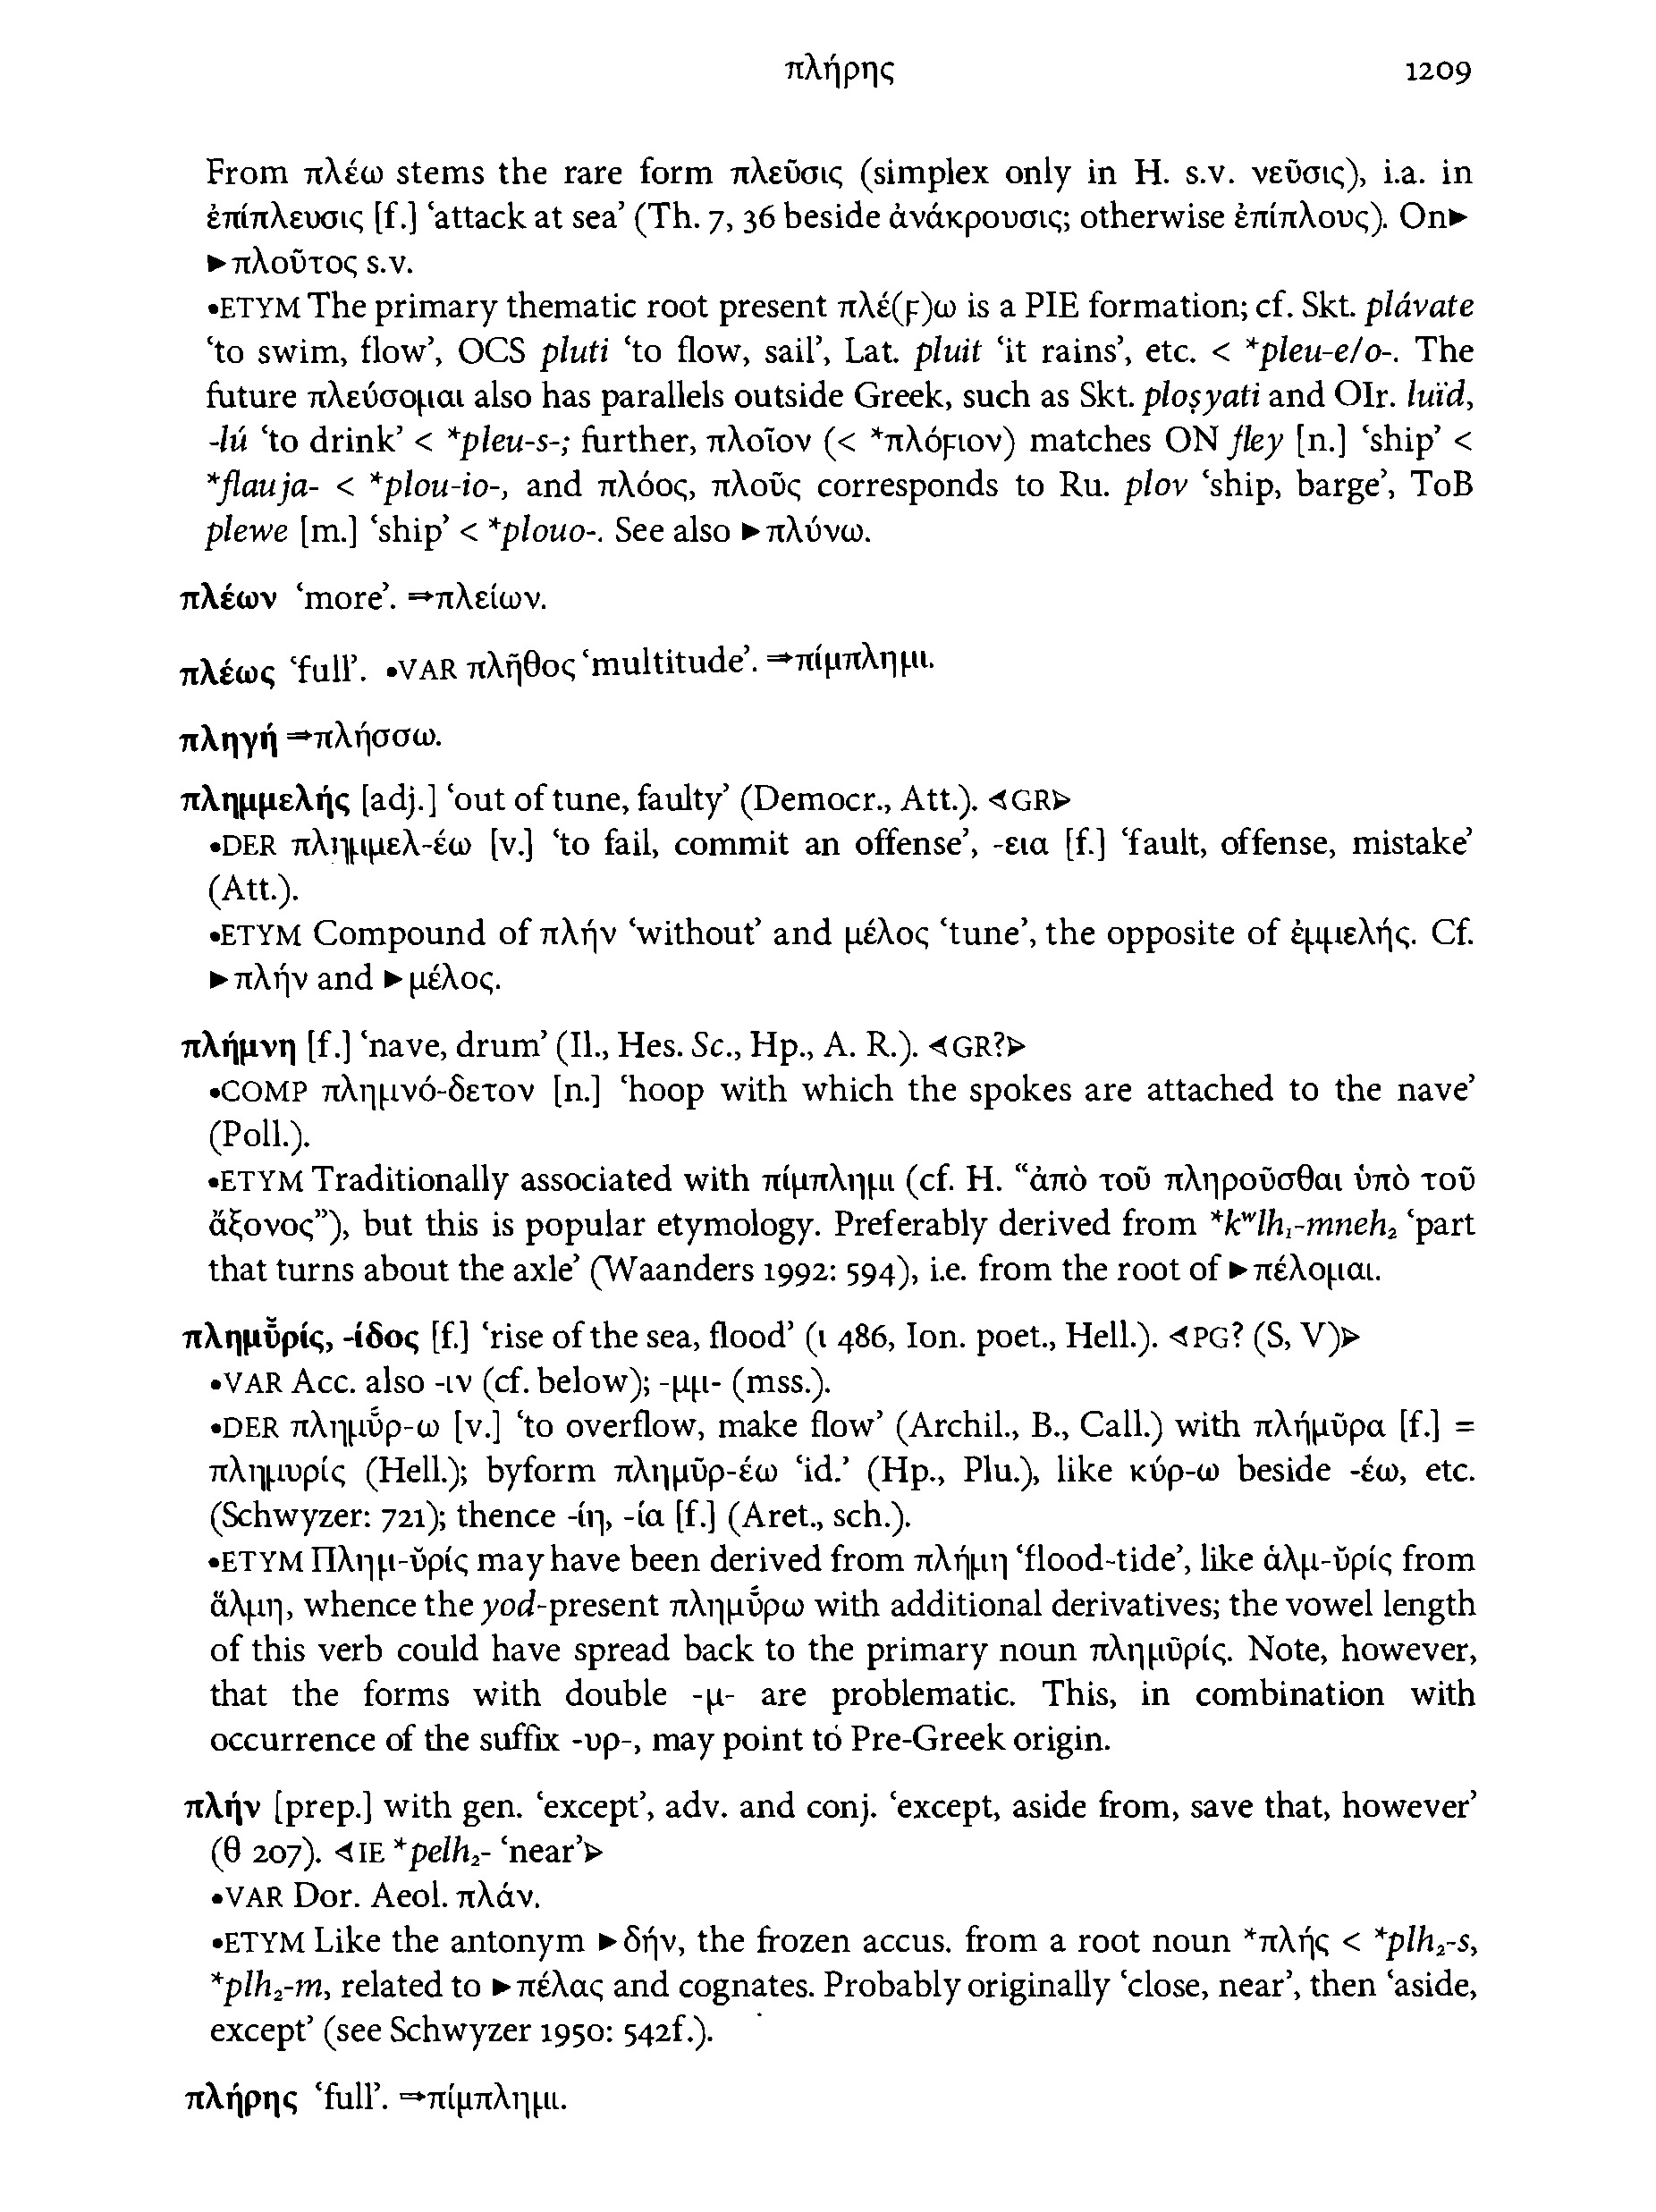 πλήρης 1209
From πλέω stems the rare form πλεῦσις (simplex only in H. s.v. νεῦσις), i.a. in
ἐπίπλευσις [f.] ‘attack at sea’ (Th. 7, 36 beside ἀνάκρουσις; otherwise ἐπίπλους). On►
►πλοῦτος s.v.
•ETYM The primary thematic root present πλέ(ϝ)ω is a PIE formation; cf. Skt. plávate
‘to swim, flow’, OCS pluti ‘to flow, sail’, Lat. pluit ‘it rains’, etc. < *pleu-e/o-. The
future πλεύσομαι also has parallels outside Greek, such as Skt. ploṣyati and OIr. luïd,
-lú ‘to drink’ < *pleu-s-; further, πλοῖον (< *πλόϝιον) matches ON fley [n.] ‘ship’ <
*flauja- < *plou-io-, and πλόος, πλοῦς corresponds to Ru. plov ‘ship, barge’, ToB
plewe [m.] ‘ship’ < *plouo-. See also ►πλύνω.
πλέων ‘more’. ⇒πλείων.
πλέως ‘full’. •VAR πλῆθος ‘multitude’. ⇒πίμπλημι.
πληγή ⇒πλήσσω.
πλημμελής [adj.] ‘out of tune, faulty’ (Democr., Att.). ⊲GR⊳
•DER πλημμελ-έω [v.] ‘to fail, commit an offense’, -εια [f.] ‘fault, offense, mistake’
(Att.).
•ETYM Compound of πλήν ‘without’ and μέλος ‘tune’, the opposite of ἐμμελής. Cf.
►πλήν and ►μέλος.
πλήμνη [f.] ‘nave, drum’ (Il., Hes. Sc., Hp., A. R.). ⊲GR?⊳
•COMP πλημνό-δετον [n.] ‘hoop with which the spokes are attached to the nave’
(Poll.).
•ETYM Traditionally associated with πίμπλημι (cf. H. “ἀπὸ τοῦ πληροῦσθαι ὑπὸ τοῦ
ἄξονος”), but this is popular etymology. Preferably derived from *kʷlh₁-mneh₂ ‘part
that turns about the axle’ (Waanders 1992: 594), i.e. from the root of ►πέλομαι.
πλημῡ̆ρίς, -ίδος [f.] ‘rise of the sea, flood’ (ι 486, Ion. poet., Hell.). ⊲PG? (S, V)⊳
•VAR Acc. also -ιν (cf. below); -μμ- (mss.).
•DER πλημῡ́ρ-ω [v.] ‘to overflow, make flow’ (Archil., B., Call.) with πλήμῡρα [f.] =
πλημυρίς (Hell.); byform πλημῡρ-έω ‘id.’ (Hp., Plu.), like κύρ-ω beside -έω, etc.
(Schwyzer: 721); thence -ίη, -ία [f.] (Aret., sch.).
•ETYM Πλημ-ῠρίς may have been derived from πλήμη ‘flood-tide’, like ἁλμ-ῠρίς from
ἅλμη, whence the yod-present πλημῡ́ρω with additional derivatives; the vowel length
of this verb could have spread back to the primary noun πλημῡρίς. Note, however,
that the forms with double -μ- are problematic. This, in combination with
occurrence of the suffix -υρ-, may point to Pre-Greek origin.
πλήν [prep.] with gen. ‘except’, adv. and conj. ‘except, aside from, save that, however’
(θ 207). ⊲IE *pelh₂- ‘near’⊳
•VAR Dor. Aeol. πλάν.
•ETYM Like the antonym ►δήν, the frozen accus. from a root noun *πλής < *plh₂-s,
*plh₂-m, related to ►πέλας and cognates. Probably originally ‘close, near’, then ‘aside,
except’ (see Schwyzer 1950: 542f.).
πλήρης ‘full’. ⇒πίμπλημι.